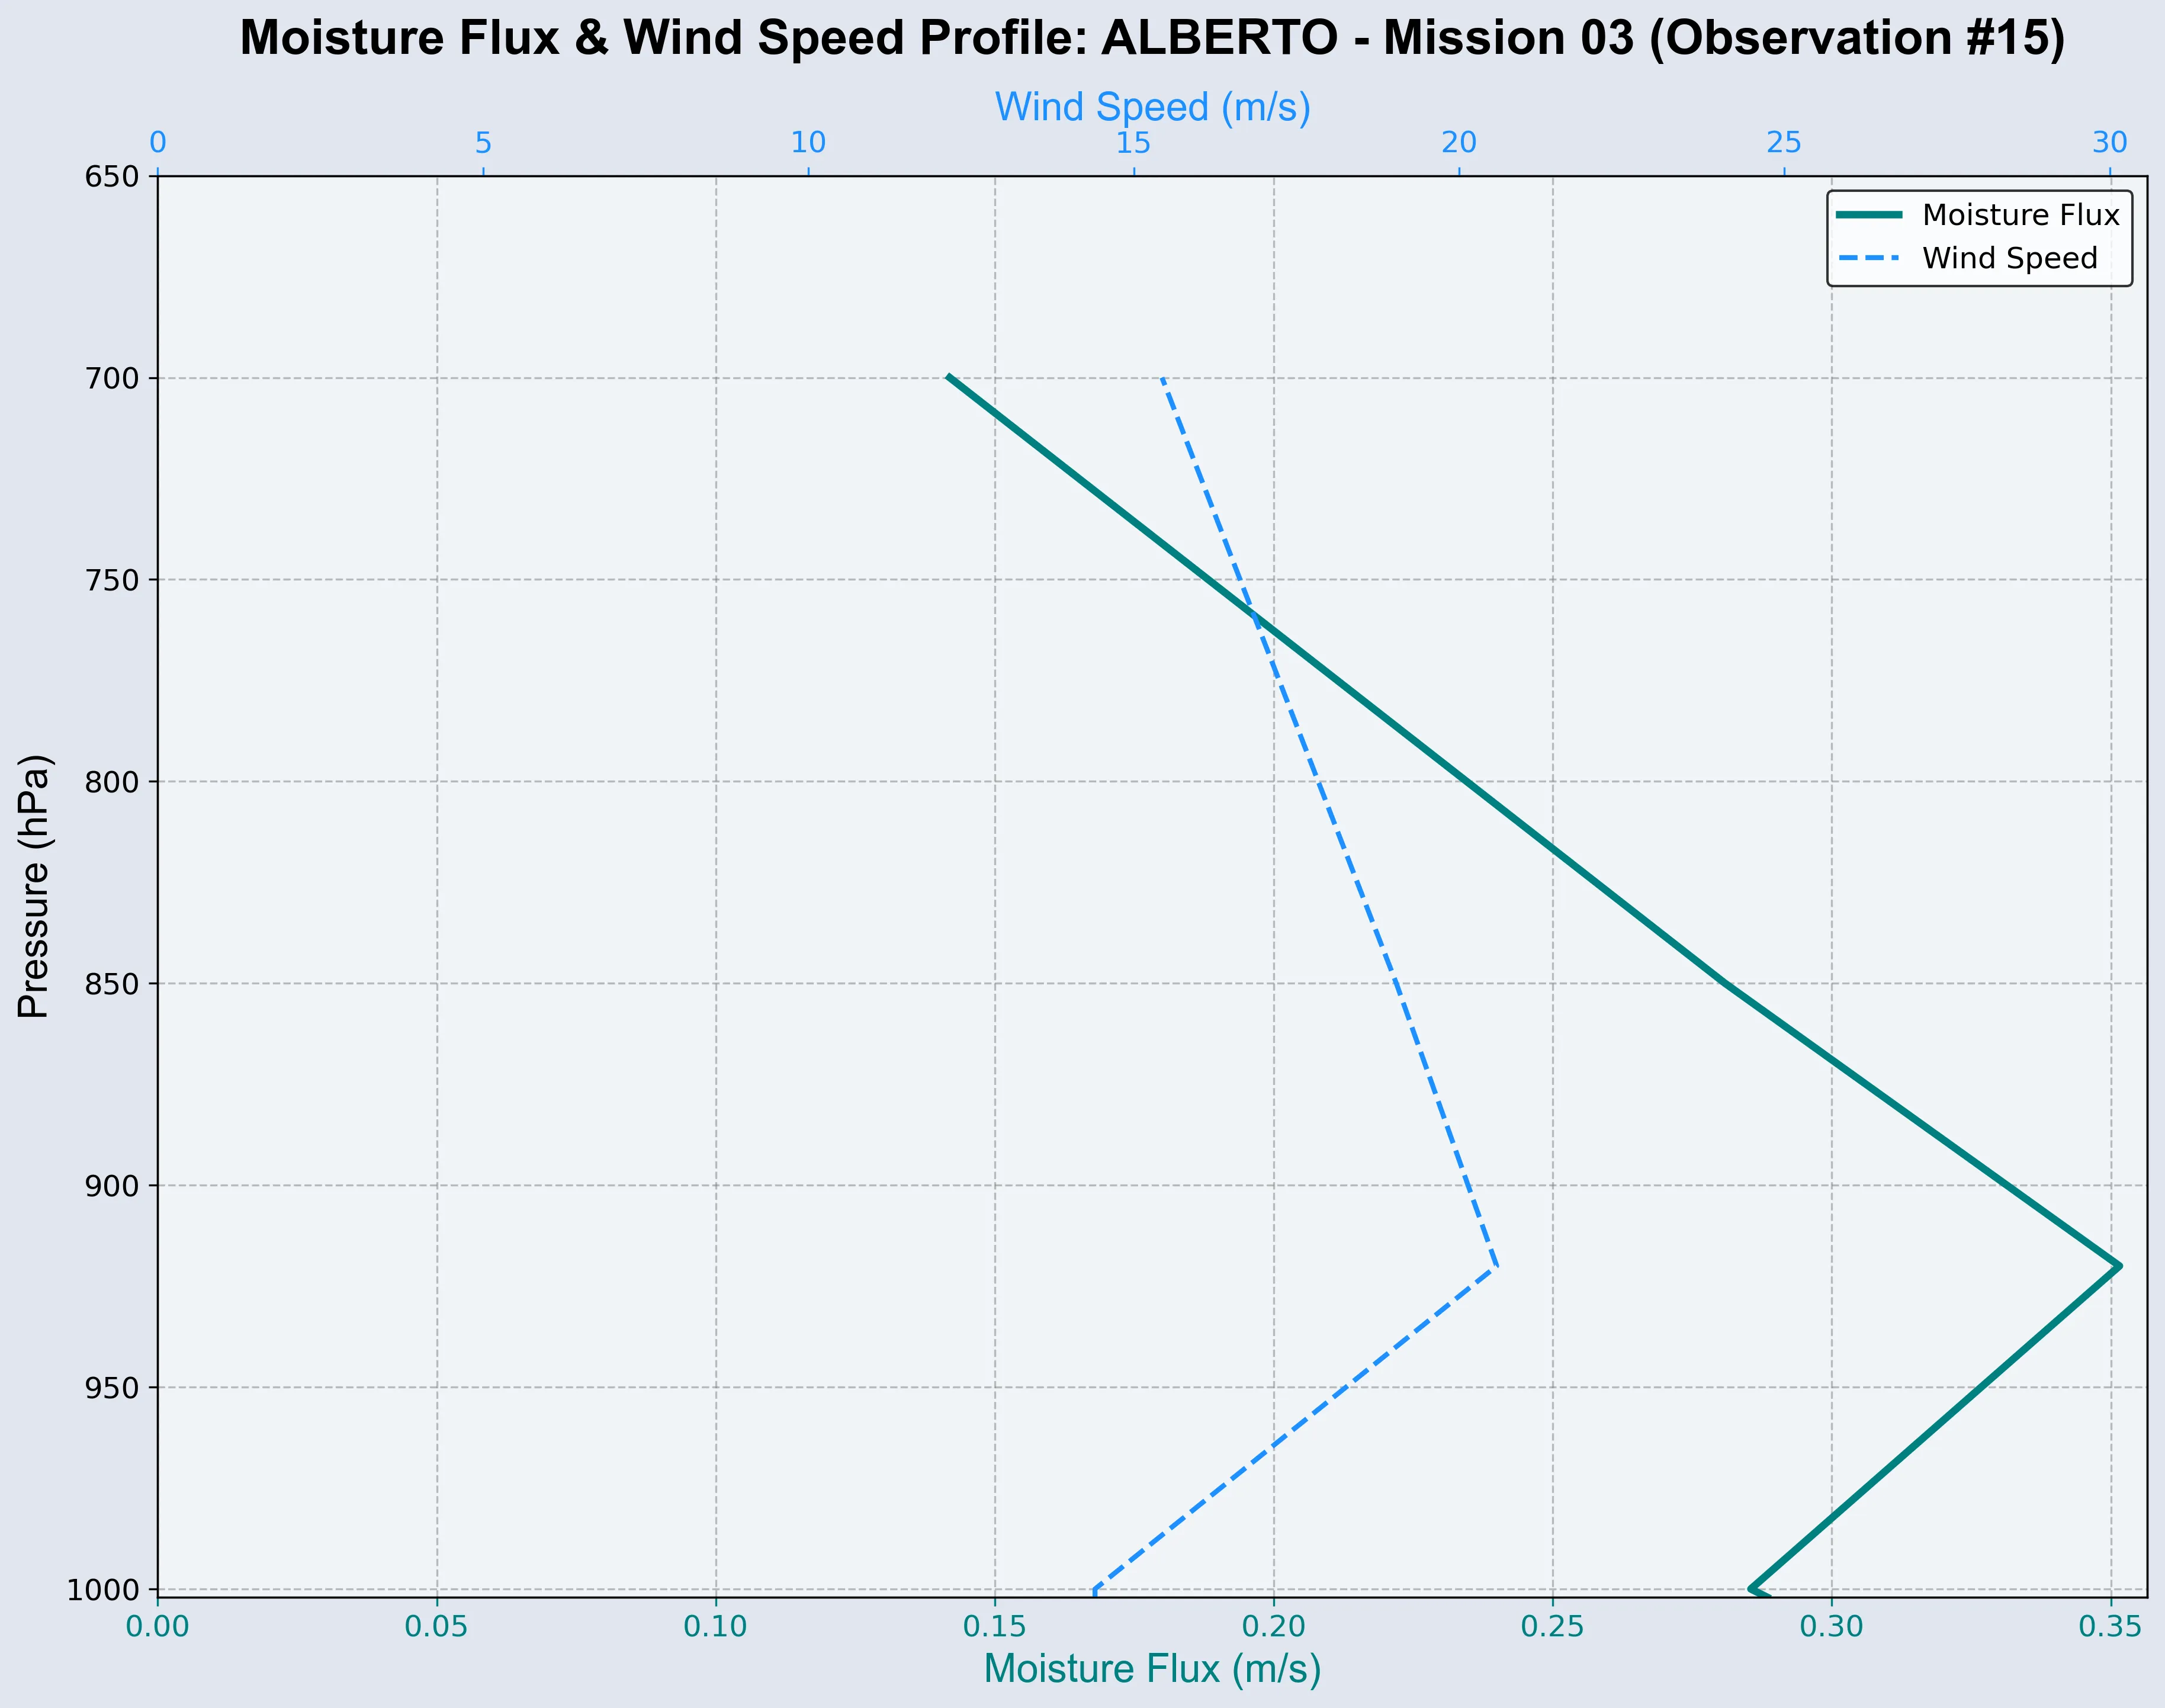 Moisture Flux & Wind Speed Profile: ALBERTO - Mission 03 (Observation #15)
Wind Speed (m/s)
0 5 10 15 20 25 30
Moisture Flux
Wind Speed
Pressure (hPa)
650
700
750
800
850
900
950
1000
0.00 0.05 0.10 0.15 0.20 0.25 0.30 0.35
Moisture Flux (m/s)